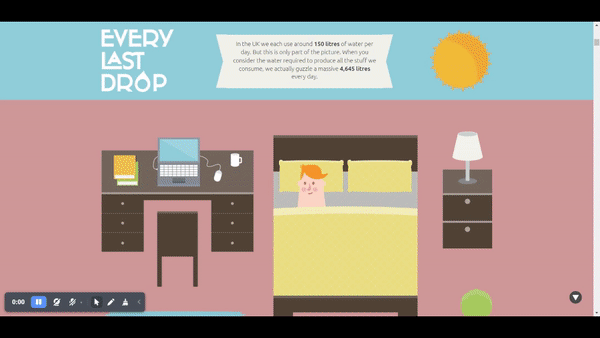 EVERY
LAST
DROP
In the UK we each use around 150 litres of water per
day. But this is only part of the picture. When you
consider the water required to produce all the stuff we
consume, we actually guzzle a massive 4,645 litres
every day.
0:00